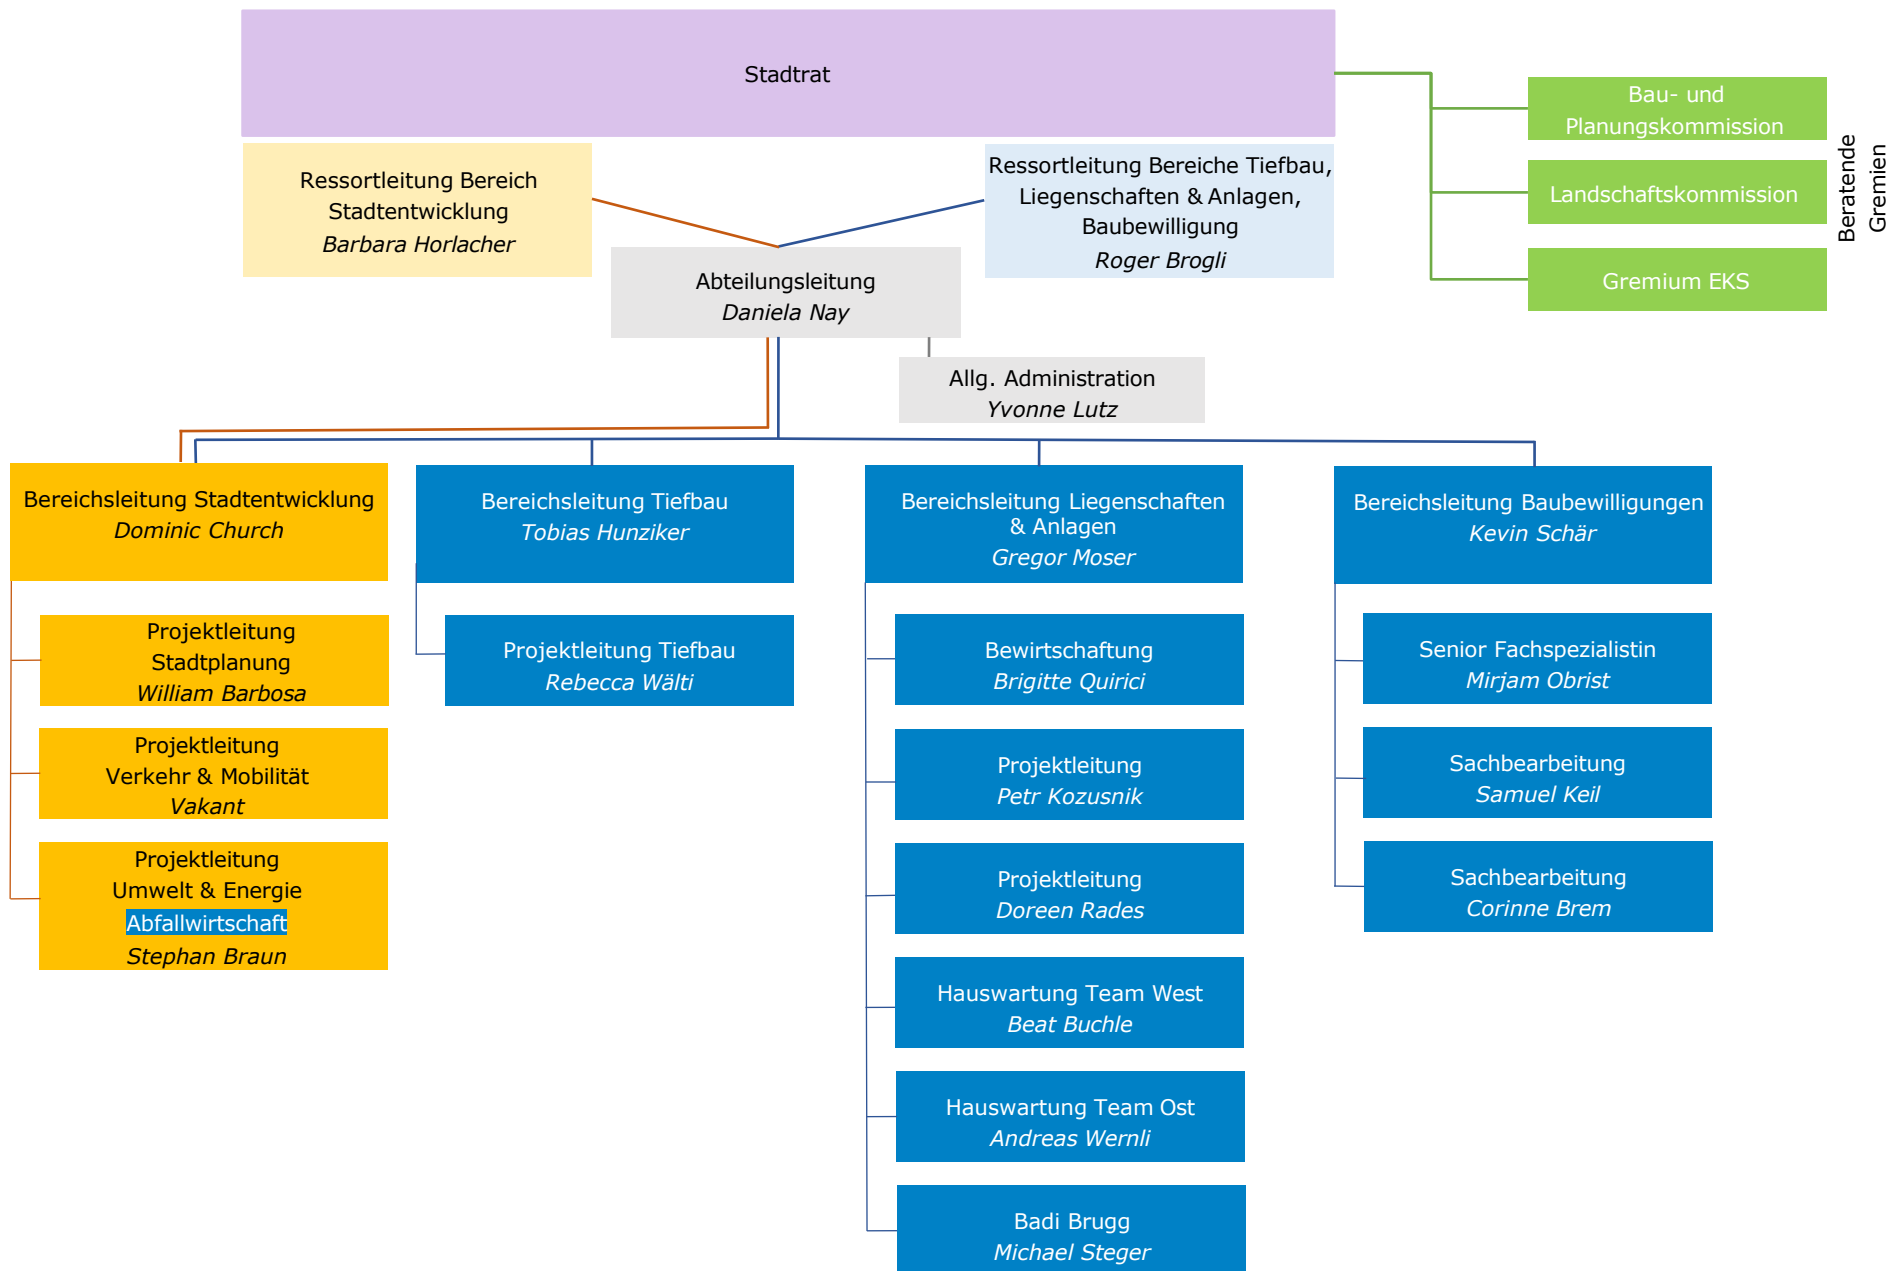 Stadtrat
Bau- und
Planungskommission
Landschaftskommission
Gremium EKS
Beratende
Gremien
Ressortleitung Bereich
Stadtentwicklung
Barbara Horlacher
Ressortleitung Bereiche Tiefbau,
Liegenschaften & Anlagen,
Baubewilligung
Roger Brogli
Abteilungsleitung
Daniela Nay
Allg. Administration
Yvonne Lutz
Bereichsleitung Stadtentwicklung
Dominic Church
Projektleitung
Stadtplanung
William Barbosa
Projektleitung
Verkehr & Mobilität
Vakant
Projektleitung
Umwelt & Energie
Abfallwirtschaft
Stephan Braun
Bereichsleitung Tiefbau
Tobias Hunziker
Projektleitung Tiefbau
Rebecca Wälti
Bereichsleitung Liegenschaften
& Anlagen
Gregor Moser
Bewirtschaftung
Brigitte Quirici
Projektleitung
Petr Kozusnik
Projektleitung
Doreen Rades
Hauswartung Team West
Beat Buchle
Hauswartung Team Ost
Andreas Wernli
Badi Brugg
Michael Steger
Bereichsleitung Baubewilligungen
Kevin Schär
Senior Fachspezialistin
Mirjam Obrist
Sachbearbeitung
Samuel Keil
Sachbearbeitung
Corinne Brem